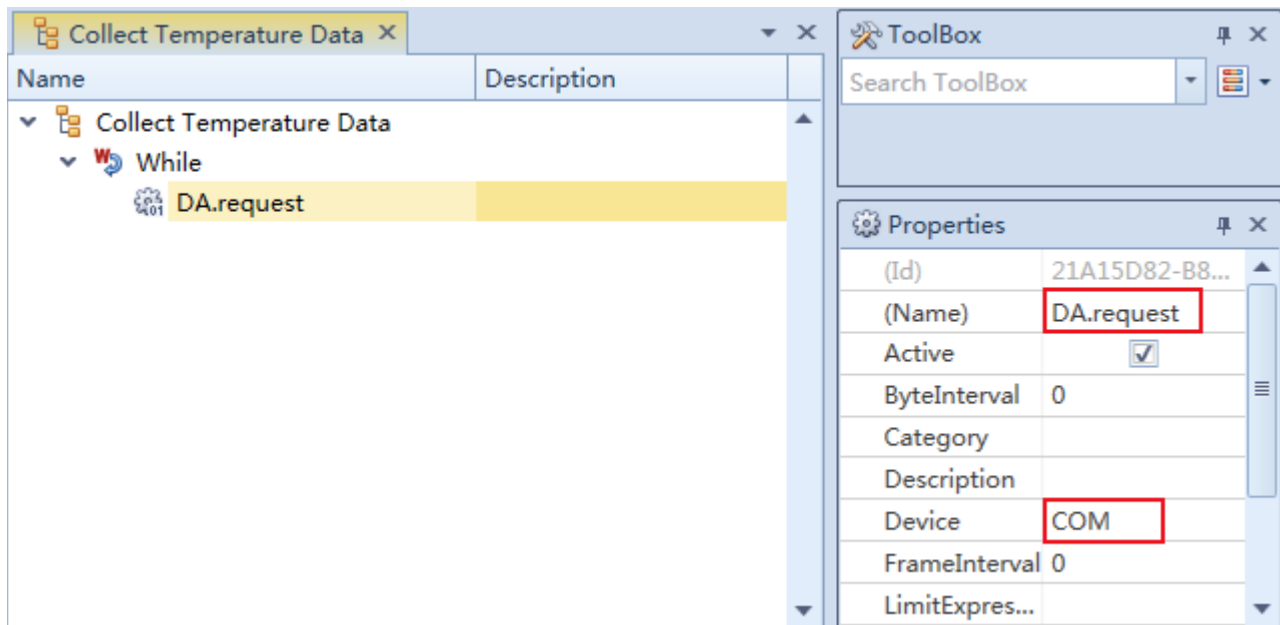 Collect Temperature Data
Name Description
Collect Temperature Data
While
DA.request
ToolBox
Search ToolBox
Properties
(Id) 21A15D82-B8...
(Name) DA.request
Active
ByteInterval 0
Category
Description
Device COM
FrameInterval 0
LimitExpres...